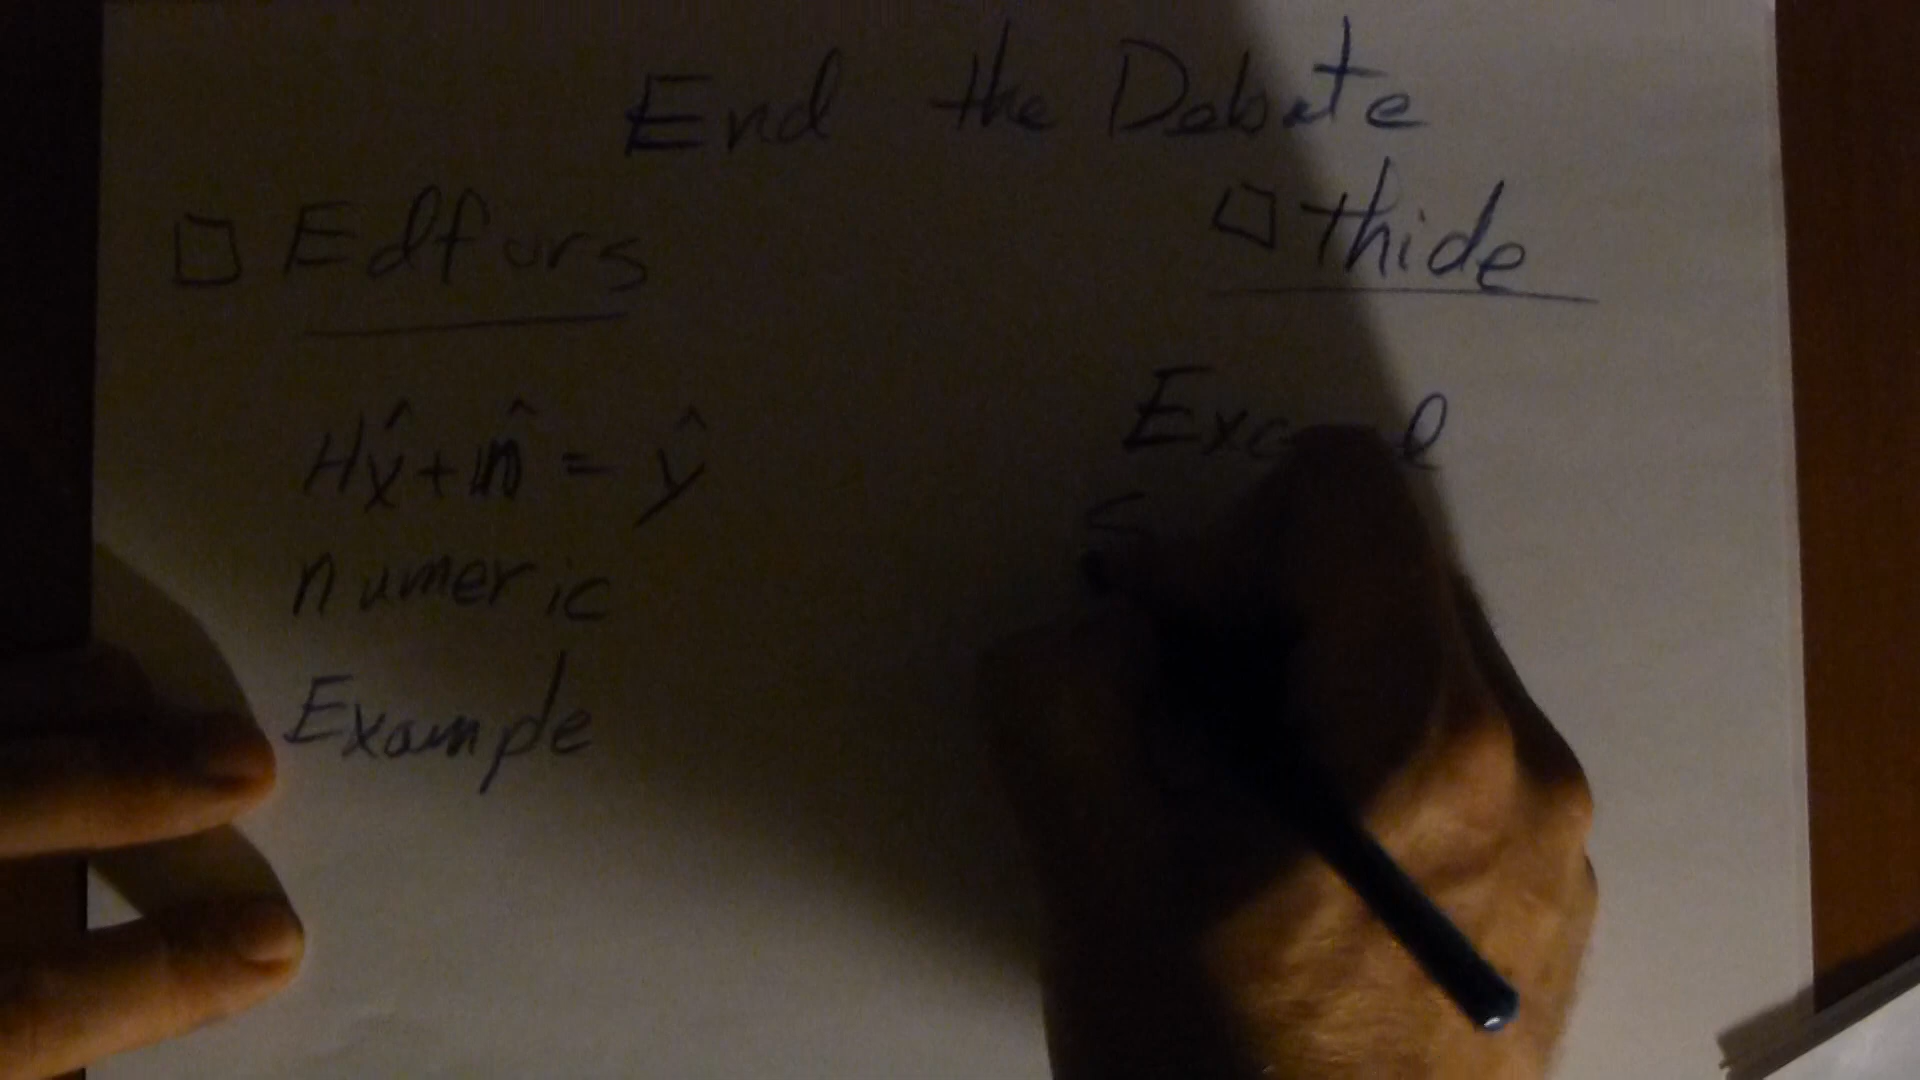 End the Debate
Edfors
thide
Hx̂+n̂ = ŷ
numeric
Example